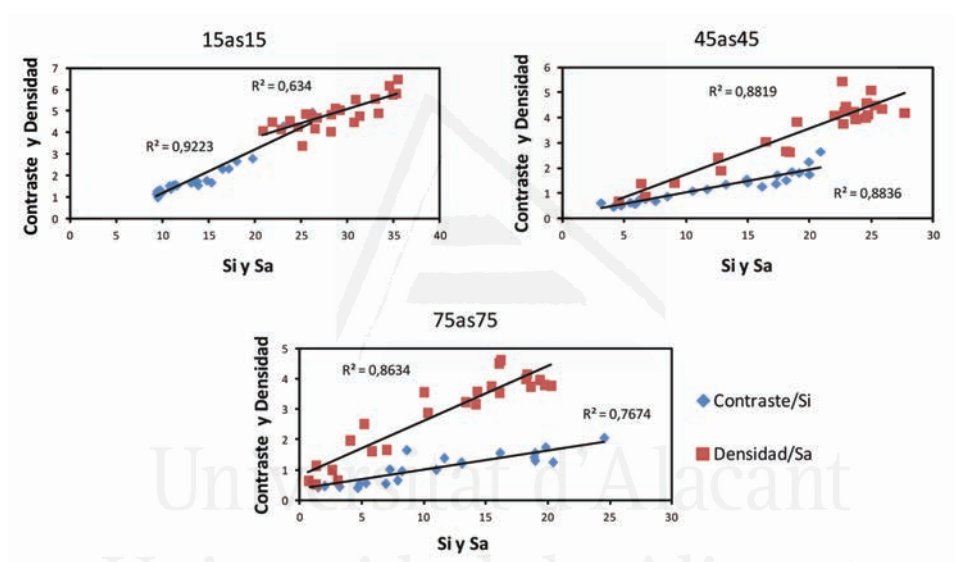 15as15
Contraste y Densidad
7
6
5
4
3
2
1
0
R² = 0,634
R² = 0,9223
0 5 10 15 20 25 30 35 40
Si y Sa
45as45
Contraste y Densidad
6
5
4
3
2
1
0
R² = 0,8819
R² = 0,8836
0 5 10 15 20 25 30
Si y Sa
75as75
Contraste y Densidad
5
4
3
2
1
0
R² = 0,8634
R² = 0,7674
0 5 10 15 20 25 30
Si y Sa
Contraste/Si
Densidad/Sa
Universitat d'Alacant